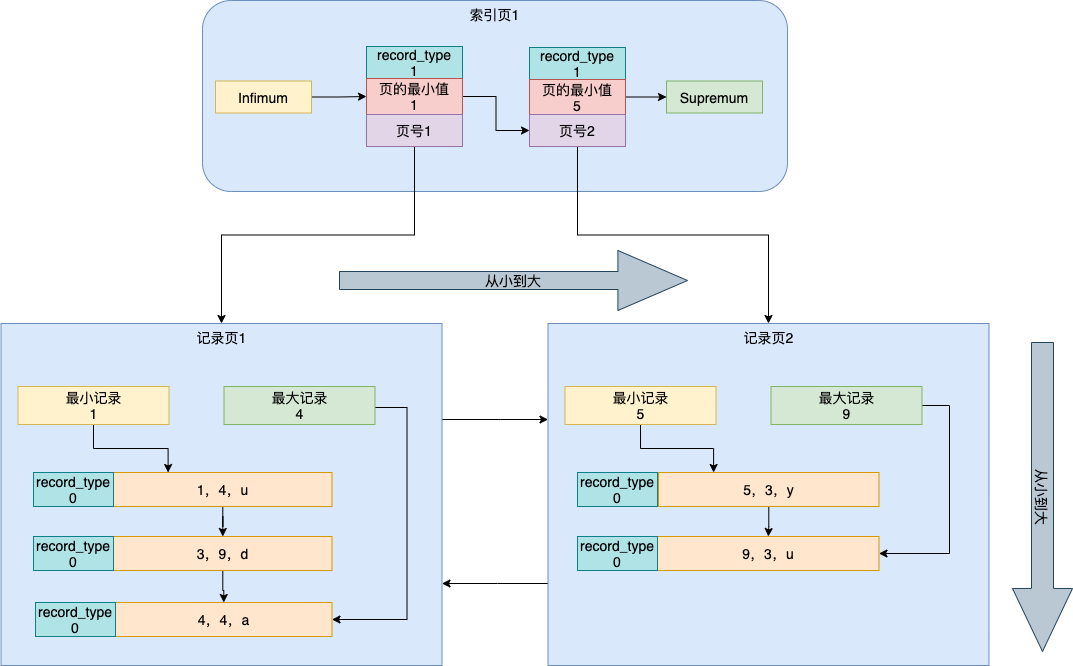 索引页1
record_type
1
页的最小值
1
页号1
record_type
1
页的最小值
5
页号2
Infimum
Supremum
从小到大
记录页1
最小记录
1
最大记录
4
record_type
0
1，4，u
record_type
0
3，9，d
record_type
0
4，4，a
记录页2
最小记录
5
最大记录
9
record_type
0
5，3，y
record_type
0
9，3，u
从小到大